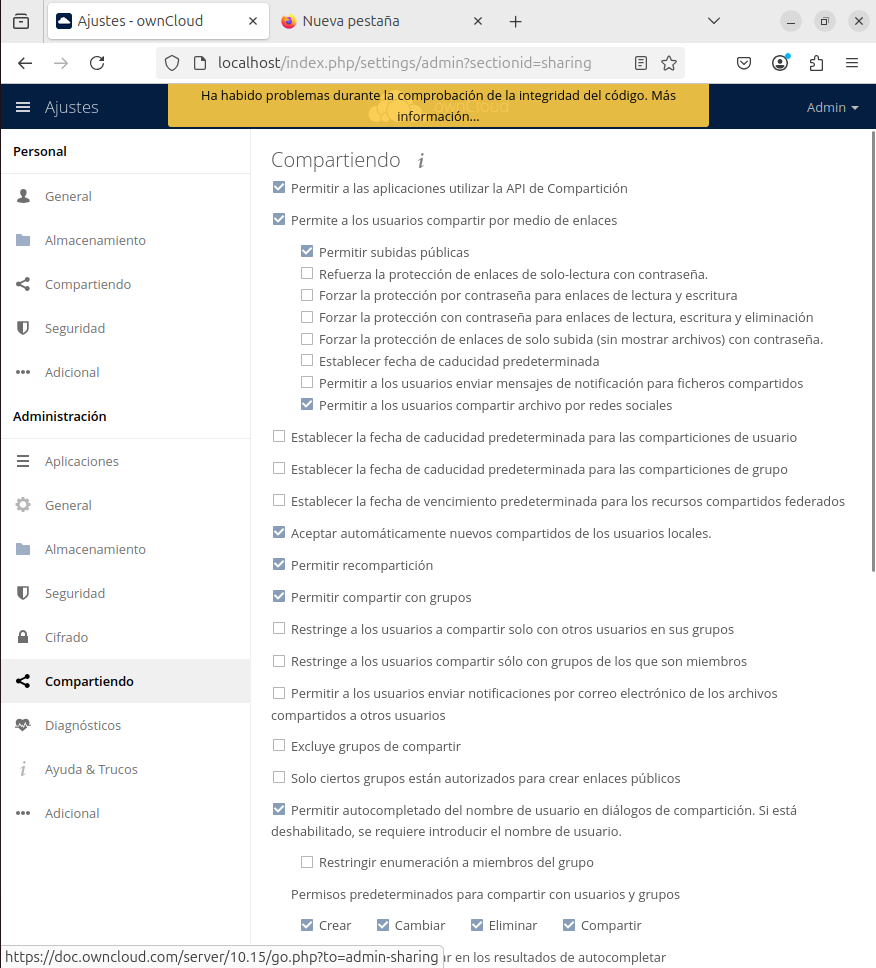 Ajustes - ownCloud
Nueva pestaña
localhost/index.php/settings/admin?sectionid=sharing
Ajustes
Ha habido problemas durante la comprobación de la integridad del código. Más
información...
ownCloud
Admin
Personal
General
Almacenamiento
Compartiendo
Seguridad
Adicional
Administración
Aplicaciones
General
Almacenamiento
Seguridad
Cifrado
Compartiendo
Diagnósticos
Ayuda & Trucos
Adicional
Compartiendo i
Permitir a las aplicaciones utilizar la API de Compartición
Permite a los usuarios compartir por medio de enlaces
Permitir subidas públicas
Refuerza la protección de enlaces de solo-lectura con contraseña.
Forzar la protección por contraseña para enlaces de lectura y escritura
Forzar la protección con contraseña para enlaces de lectura, escritura y eliminación
Forzar la protección de enlaces de solo subida (sin mostrar archivos) con contraseña.
Establecer fecha de caducidad predeterminada
Permitir a los usuarios enviar mensajes de notificación para ficheros compartidos
Permitir a los usuarios compartir archivo por redes sociales
Establecer la fecha de caducidad predeterminada para las comparticiones de usuario
Establecer la fecha de caducidad predeterminada para las comparticiones de grupo
Establecer la fecha de vencimiento predeterminada para los recursos compartidos federados
Aceptar automáticamente nuevos compartidos de los usuarios locales.
Permitir recompartición
Permitir compartir con grupos
Restringe a los usuarios a compartir solo con otros usuarios en sus grupos
Restringe a los usuarios compartir sólo con grupos de los que son miembros
Permitir a los usuarios enviar notificaciones por correo electrónico de los archivos
compartidos a otros usuarios
Excluye grupos de compartir
Solo ciertos grupos están autorizados para crear enlaces públicos
Permitir autocompletado del nombre de usuario en diálogos de compartición. Si está
deshabilitado, se requiere introducir el nombre de usuario.
Restringir enumeración a miembros del grupo
Permisos predeterminados para compartir con usuarios y grupos
Crear Cambiar Eliminar Compartir
https://doc.owncloud.com/server/10.15/go.php?to=admin-sharing
en los resultados de autocompletar